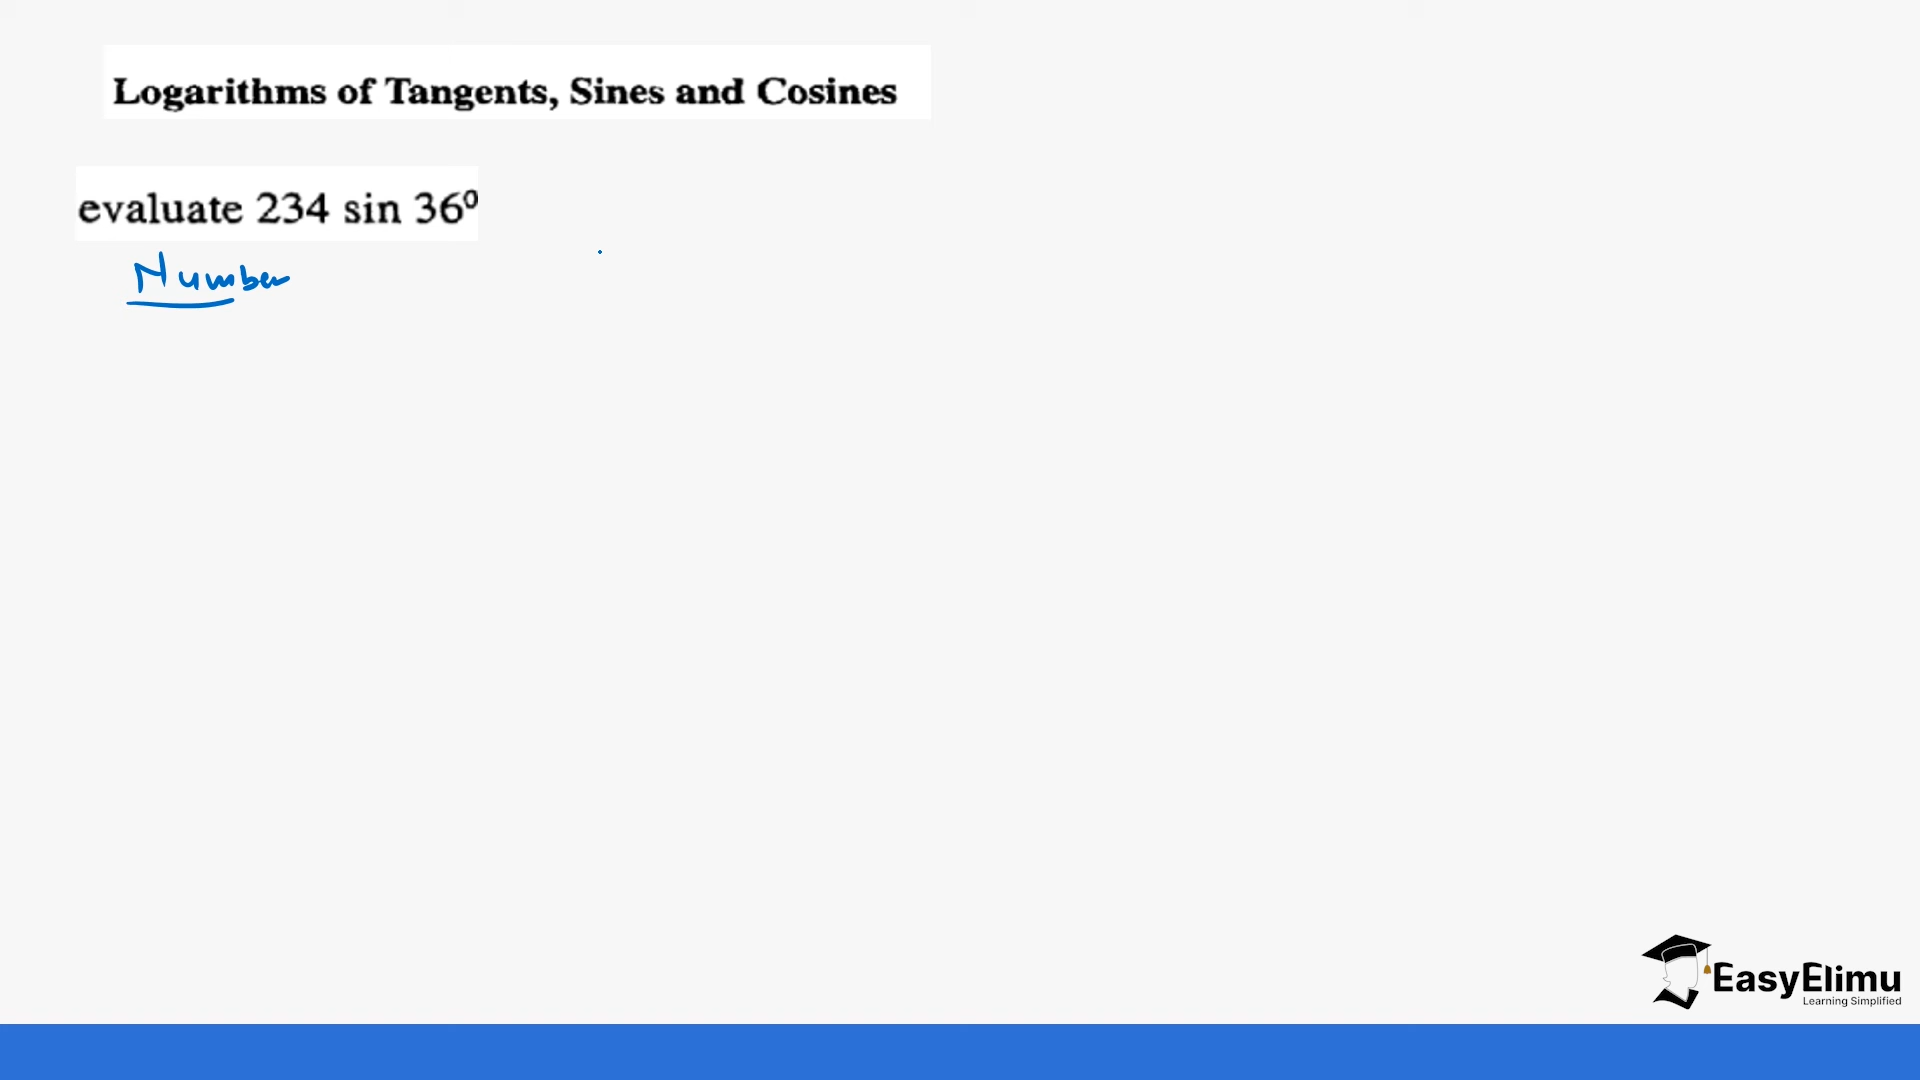 Logarithms of Tangents, Sines and Cosines
evaluate 234 sin 36⁰
Number
EasyElimu
Learning Simplified